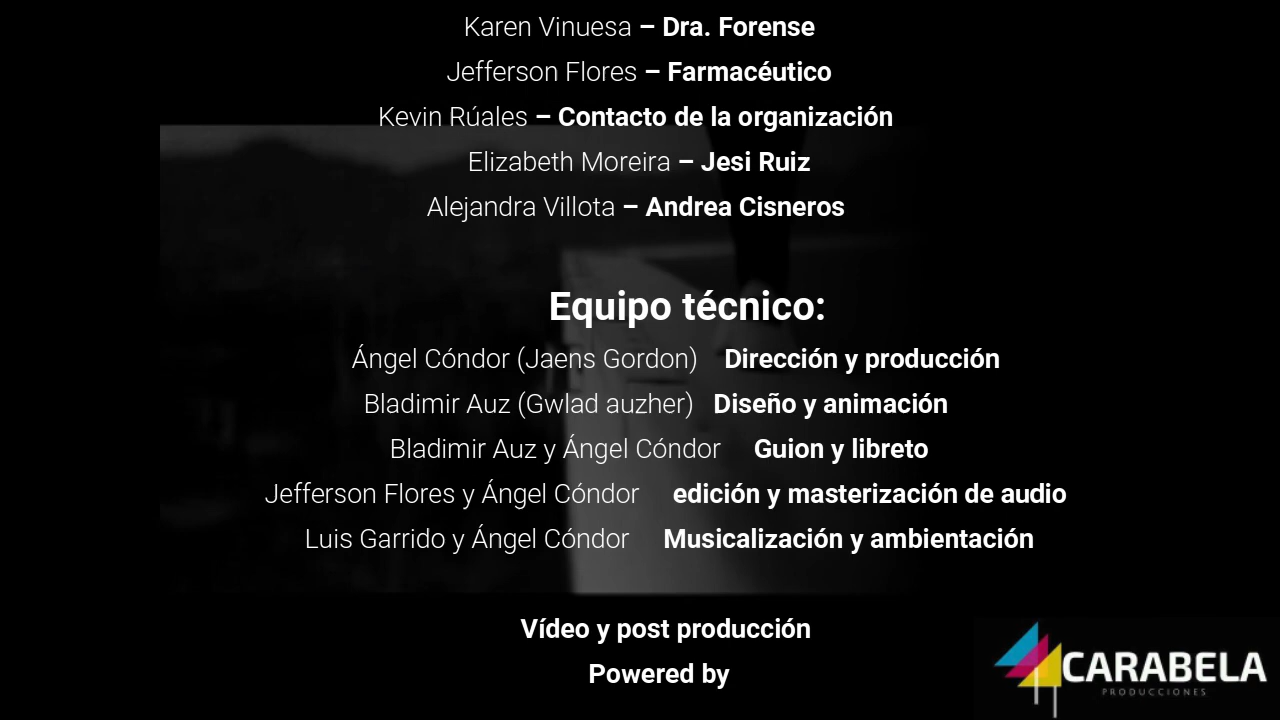 Karen Vinuesa – Dra. Forense
Jefferson Flores – Farmacéutico
Kevin Rúales – Contacto de la organización
Elizabeth Moreira – Jesi Ruiz
Alejandra Villota – Andrea Cisneros
Equipo técnico:
Ángel Cóndor (Jaens Gordon) Dirección y producción
Bladimir Auz (Gwlad auzher) Diseño y animación
Bladimir Auz y Ángel Cóndor Guion y libreto
Jefferson Flores y Ángel Cóndor edición y masterización de audio
Luis Garrido y Ángel Cóndor Musicalización y ambientación
Vídeo y post producción
Powered by
CARABELA
PRODUCCIONES